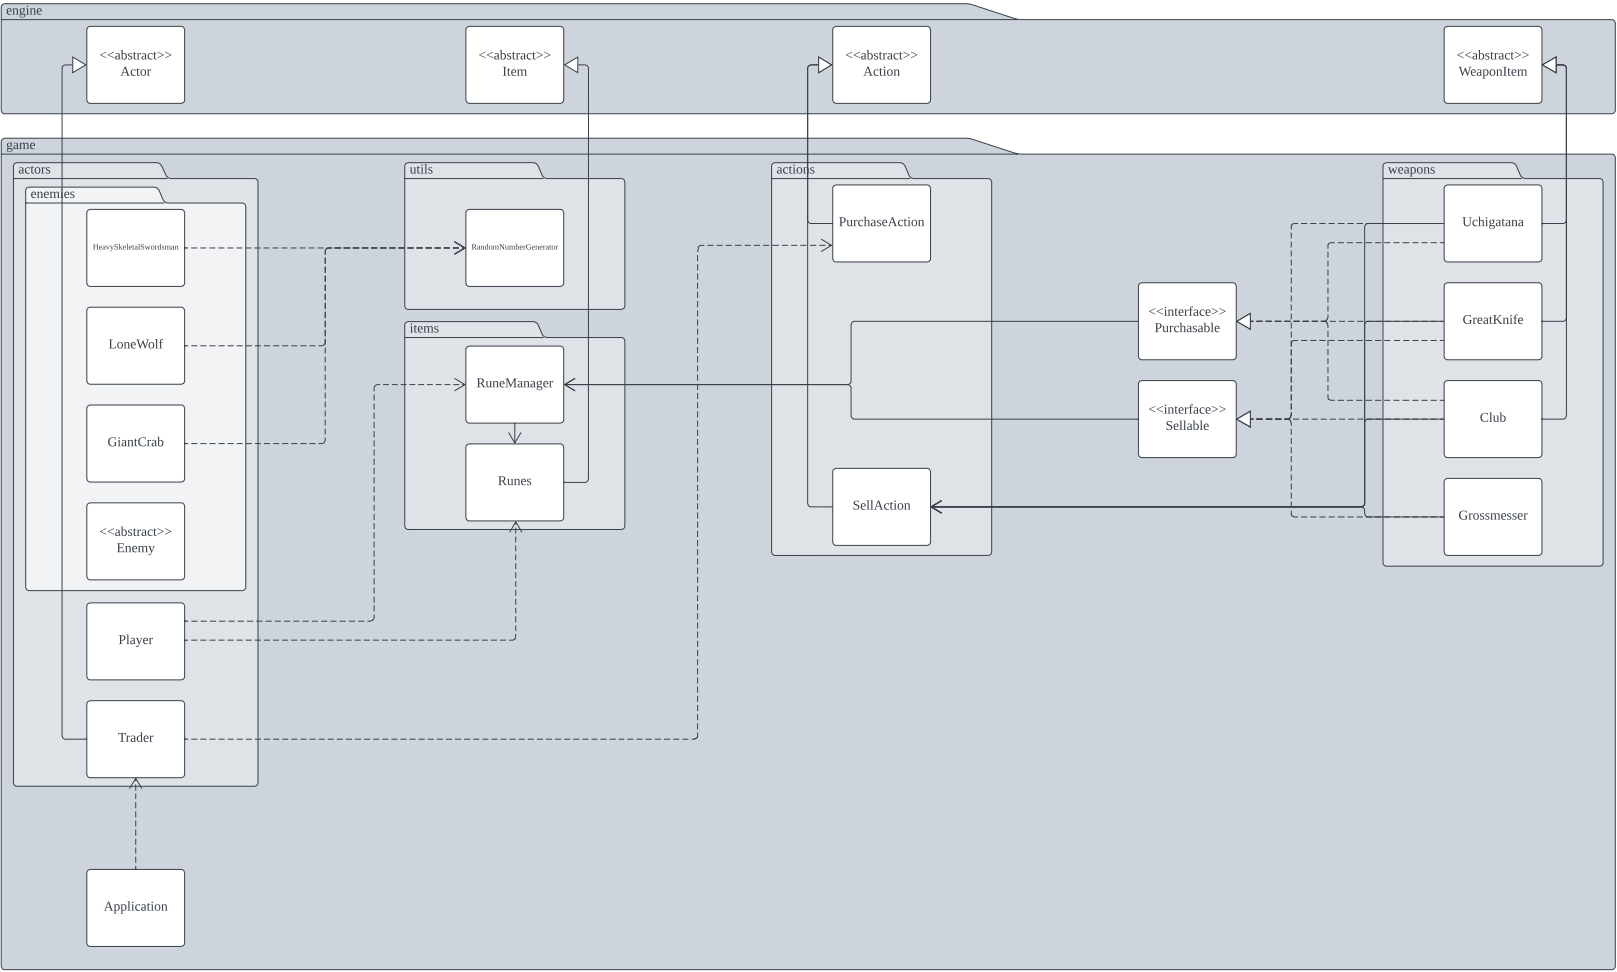 engine
<<abstract>>
Actor
<<abstract>>
Item
<<abstract>>
Action
<<abstract>>
WeaponItem
game
actors
enemies
HeavySkeletalSwordsman
LoneWolf
GiantCrab
<<abstract>>
Enemy
Player
Trader
Application
utils
RandomNumberGenerator
items
RuneManager
Runes
actions
PurchaseAction
SellAction
<<interface>>
Purchasable
<<interface>>
Sellable
weapons
Uchigatana
GreatKnife
Club
Grossmesser